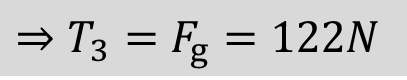 ⇒ T₃ = F_g = 122N